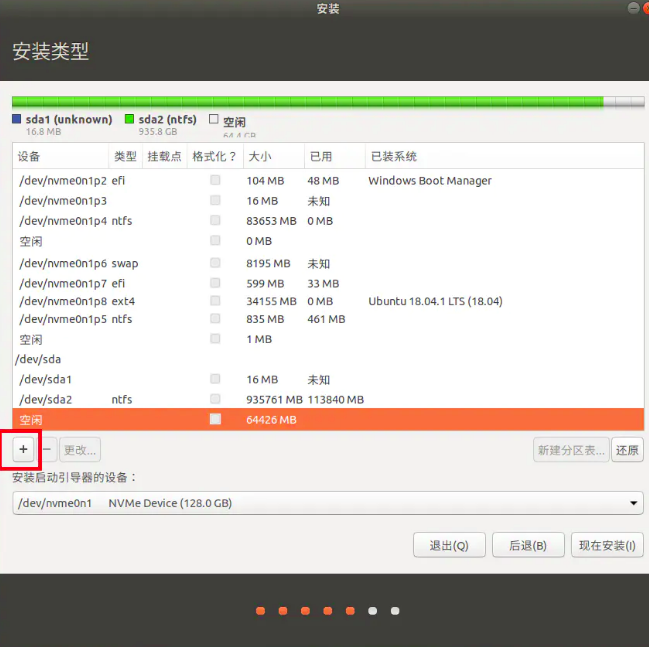 安装
安装类型
sda1 (unknown) sda2 (ntfs) 空闲
16.8 MB 935.8 GB 64.4 GB
设备 类型 挂载点 格式化？ 大小 已用 已装系统
/dev/nvme0n1p2 efi 104 MB 48 MB Windows Boot Manager
/dev/nvme0n1p3 16 MB 未知
/dev/nvme0n1p4 ntfs 83653 MB 0 MB
空闲 0 MB
/dev/nvme0n1p6 swap 8195 MB 未知
/dev/nvme0n1p7 efi 599 MB 33 MB
/dev/nvme0n1p8 ext4 34155 MB 0 MB Ubuntu 18.04.1 LTS (18.04)
/dev/nvme0n1p5 ntfs 835 MB 461 MB
空闲 1 MB
/dev/sda
/dev/sda1 16 MB 未知
/dev/sda2 ntfs 935761 MB 113840 MB
空闲 64426 MB
+ − 更改... 新建分区表... 还原
安装启动引导器的设备：
/dev/nvme0n1 NVMe Device (128.0 GB)
退出(Q) 后退(B) 现在安装(I)